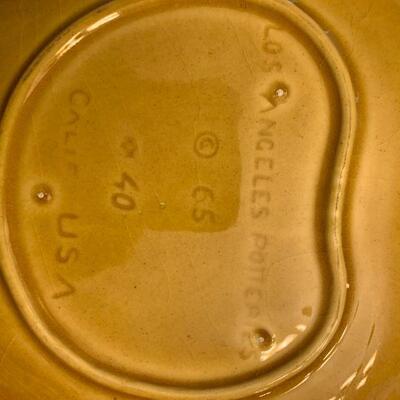 LOS ANGELES POTTERIES
© 65
# 40
CALIF USA